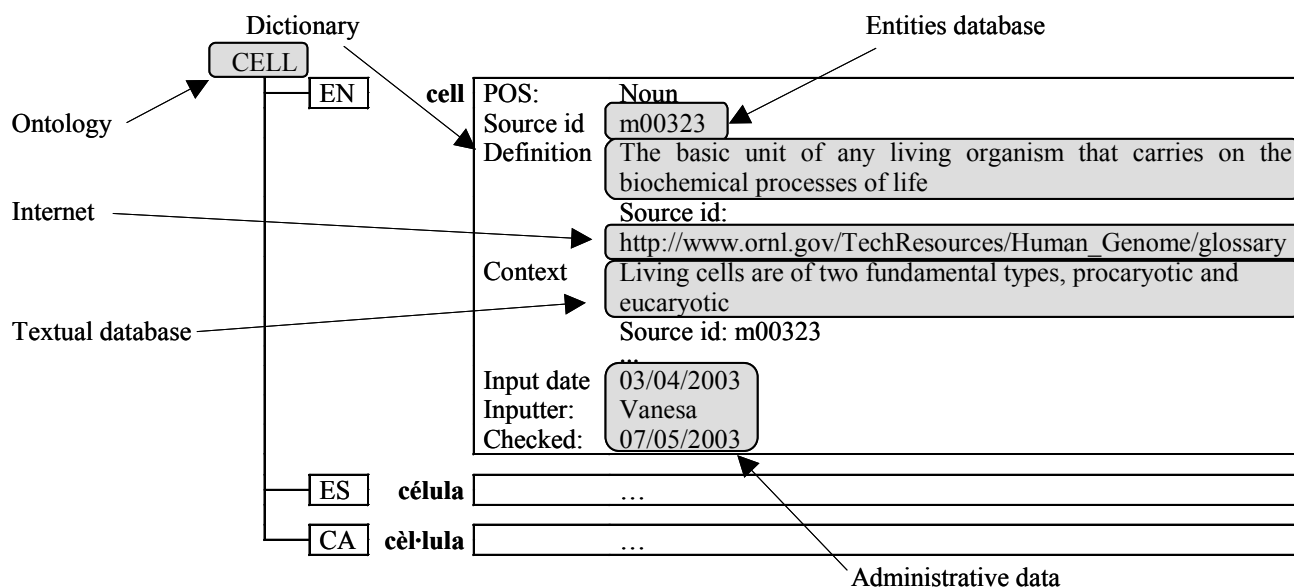 Dictionary
Entities database
CELL
EN cell POS: Noun
Ontology
Source id m00323
Definition The basic unit of any living organism that carries on the
biochemical processes of life
Internet
Source id:
http://www.ornl.gov/TechResources/Human_Genome/glossary
Context Living cells are of two fundamental types, procaryotic and
eucaryotic
Textual database
Source id: m00323
...
Input date 03/04/2003
Inputter: Vanesa
Checked: 07/05/2003
ES célula …
CA cèl·lula …
Administrative data